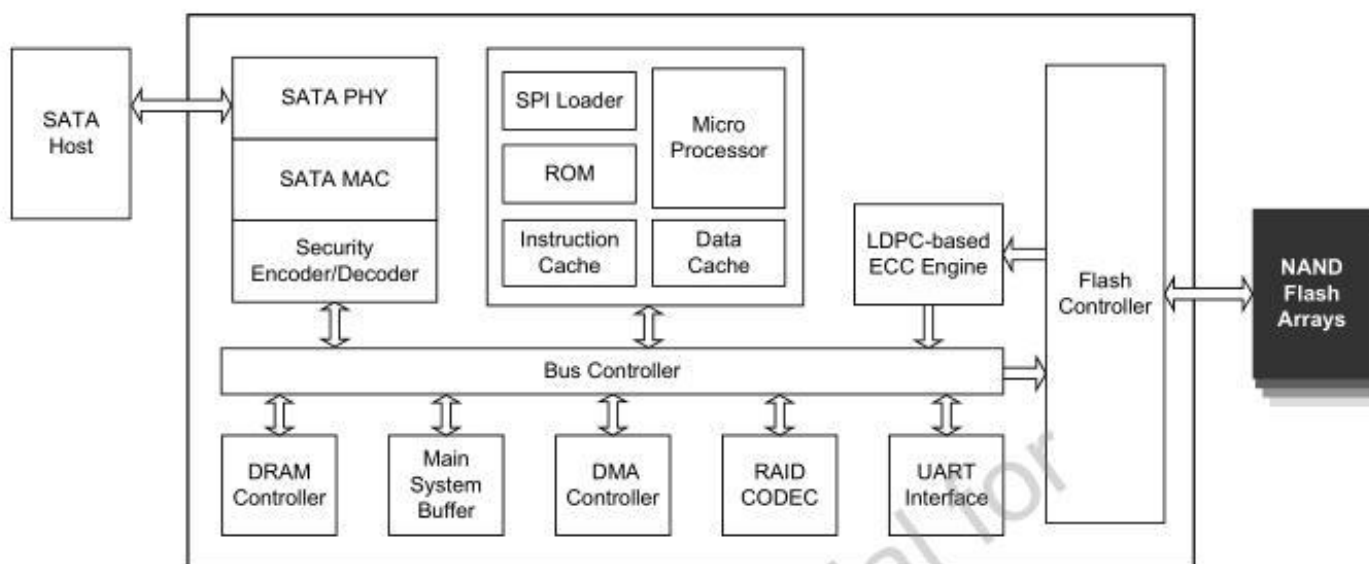 SATA
Host
SATA PHY
SATA MAC
Security
Encoder/Decoder
SPI Loader
ROM
Instruction
Cache
Micro
Processor
Data
Cache
LDPC-based
ECC Engine
Flash
Controller
NAND
Flash
Arrays
Bus Controller
DRAM
Controller
Main
System
Buffer
DMA
Controller
RAID
CODEC
UART
Interface
for